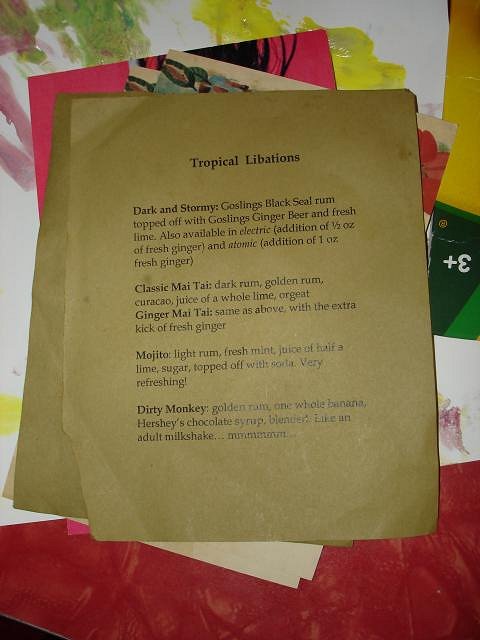 Tropical Libations
Dark and Stormy: Goslings Black Seal rum
topped off with Goslings Ginger Beer and fresh
lime. Also available in electric (addition of ½ oz
of fresh ginger) and atomic (addition of 1 oz
fresh ginger)
Classic Mai Tai: dark rum, golden rum,
curacao, juice of a whole lime, orgeat
Ginger Mai Tai: same as above, with the extra
kick of fresh ginger
Mojito: light rum, fresh mint, juice of half a
lime, sugar, topped off with soda. Very
refreshing!
Dirty Monkey: golden rum, one whole banana,
Hershey's chocolate syrup, blended. Like an
adult milkshake... mmmmmm...
3+
®